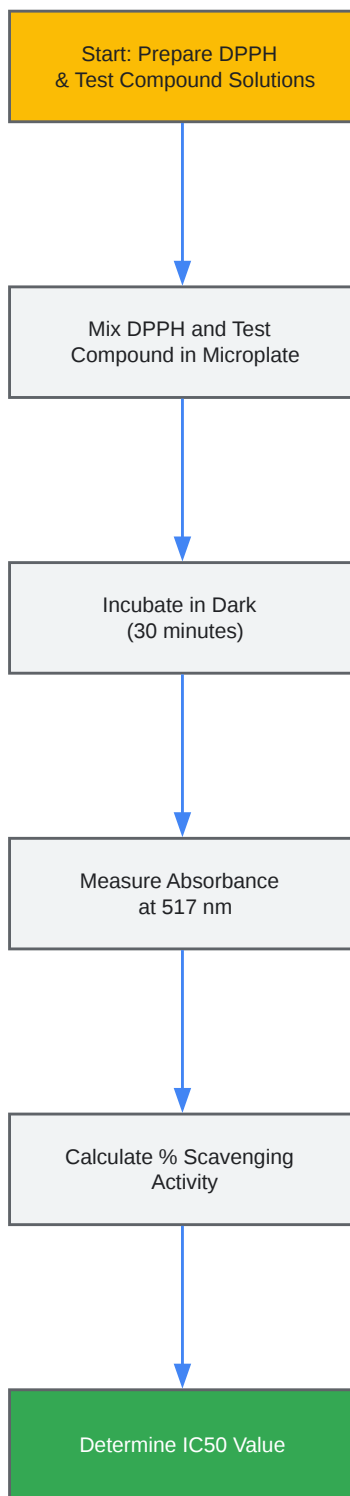 Start: Prepare DPPH
& Test Compound Solutions
Mix DPPH and Test
Compound in Microplate
Incubate in Dark
(30 minutes)
Measure Absorbance
at 517 nm
Calculate % Scavenging
Activity
Determine IC50 Value